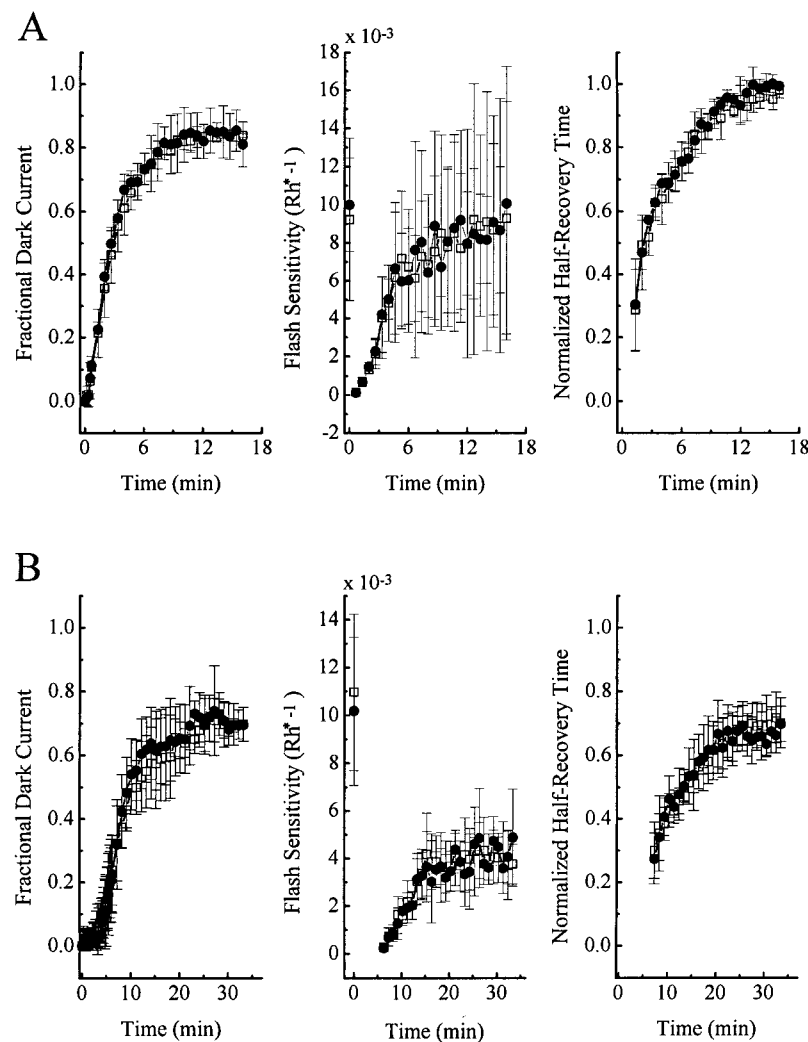 A
x 10⁻³
Fractional Dark Current
1.0
0.8
0.6
0.4
0.2
0.0
0 6 12 18
Time (min)
Flash Sensitivity (Rh*⁻¹)
18
16
14
12
10
8
6
4
2
0
-2
0 6 12 18
Time (min)
Normalized Half-Recovery Time
1.0
0.8
0.6
0.4
0.2
0.0
0 6 12 18
Time (min)
B
x 10⁻³
Fractional Dark Current
1.0
0.8
0.6
0.4
0.2
0.0
0 10 20 30
Time (min)
Flash Sensitivity (Rh*⁻¹)
14
12
10
8
6
4
2
0
0 10 20 30
Time (min)
Normalized Half-Recovery Time
1.0
0.8
0.6
0.4
0.2
0.0
0 10 20 30
Time (min)